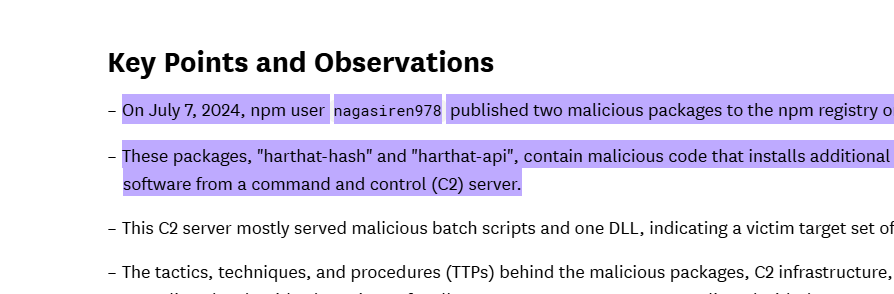 Key Points and Observations
– On July 7, 2024, npm user nagasiren978 published two malicious packages to the npm registry o
– These packages, "harthat-hash" and "harthat-api", contain malicious code that installs additional
software from a command and control (C2) server.
– This C2 server mostly served malicious batch scripts and one DLL, indicating a victim target set of
– The tactics, techniques, and procedures (TTPs) behind the malicious packages, C2 infrastructure,